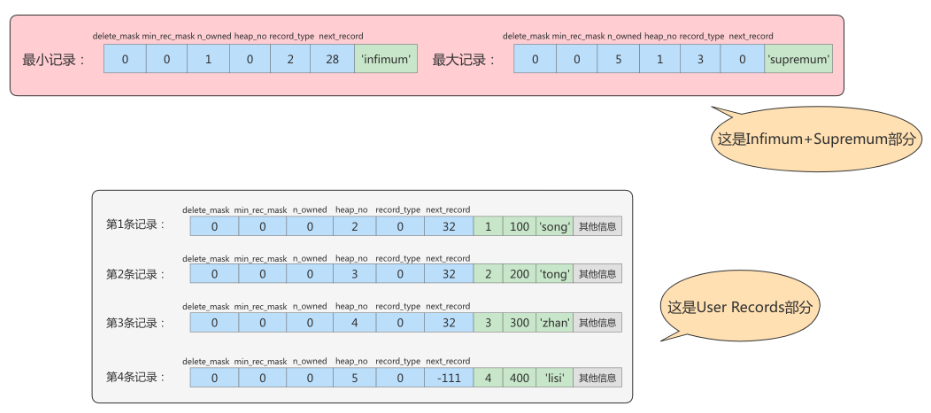 delete_mask min_rec_mask n_owned heap_no record_type next_record
最小记录： 0 0 1 0 2 28 'infimum'
delete_mask min_rec_mask n_owned heap_no record_type next_record
最大记录： 0 0 5 1 3 0 'supremum'
这是Infimum+Supremum部分
delete_mask min_rec_mask n_owned heap_no record_type next_record
第1条记录： 0 0 0 2 0 32 1 100 'song' 其他信息
delete_mask min_rec_mask n_owned heap_no record_type next_record
第2条记录： 0 0 0 3 0 32 2 200 'tong' 其他信息
delete_mask min_rec_mask n_owned heap_no record_type next_record
第3条记录： 0 0 0 4 0 32 3 300 'zhan' 其他信息
delete_mask min_rec_mask n_owned heap_no record_type next_record
第4条记录： 0 0 0 5 0 -111 4 400 'lisi' 其他信息
这是User Records部分